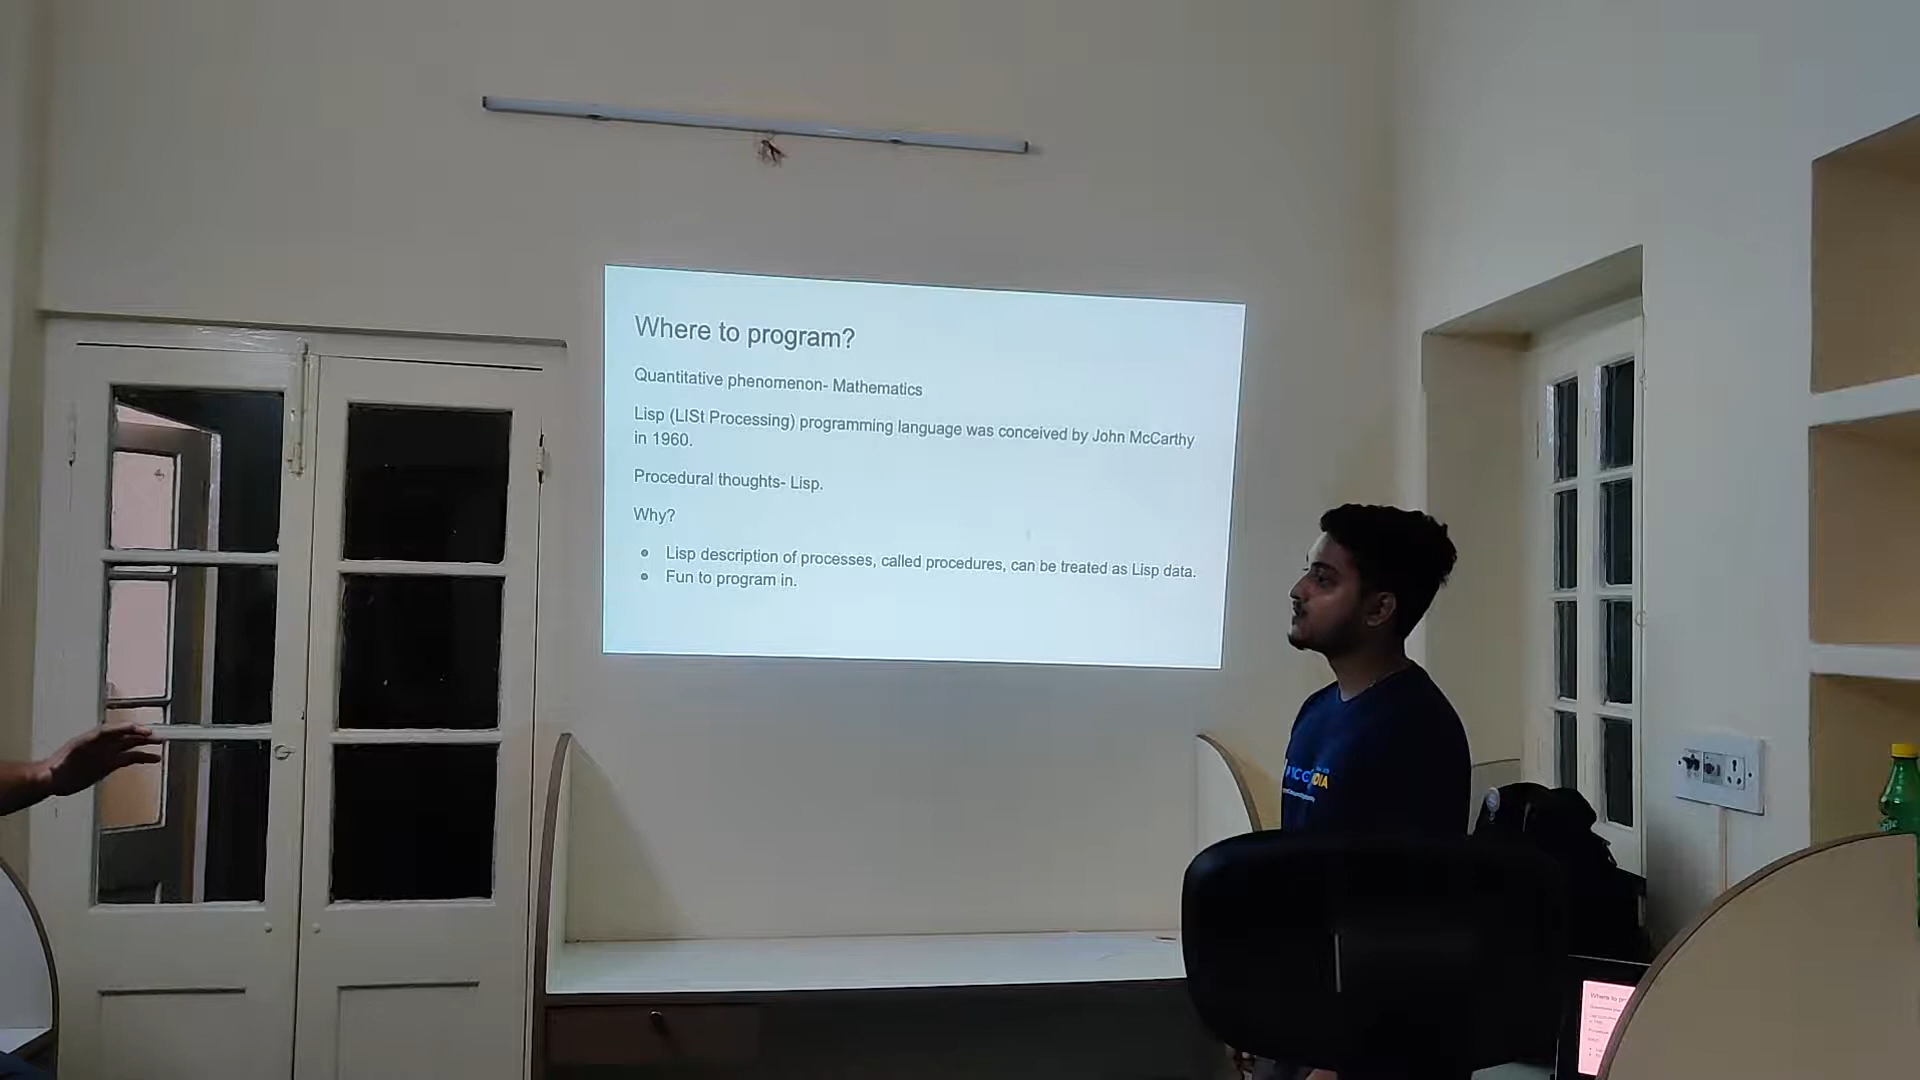 Where to program?
Quantitative phenomenon- Mathematics
Lisp (LISt Processing) programming language was conceived by John McCarthy
in 1960.
Procedural thoughts- Lisp.
Why?
Lisp description of processes, called procedures, can be treated as Lisp data.
Fun to program in.